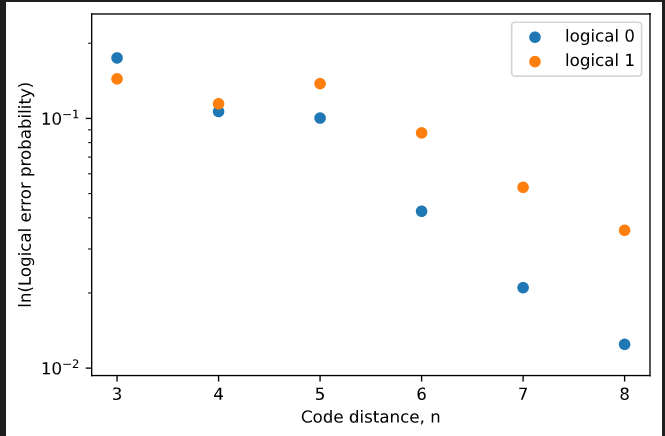 logical 0
logical 1
ln(Logical error probability)
10⁻¹
10⁻²
3 4 5 6 7 8
Code distance, n